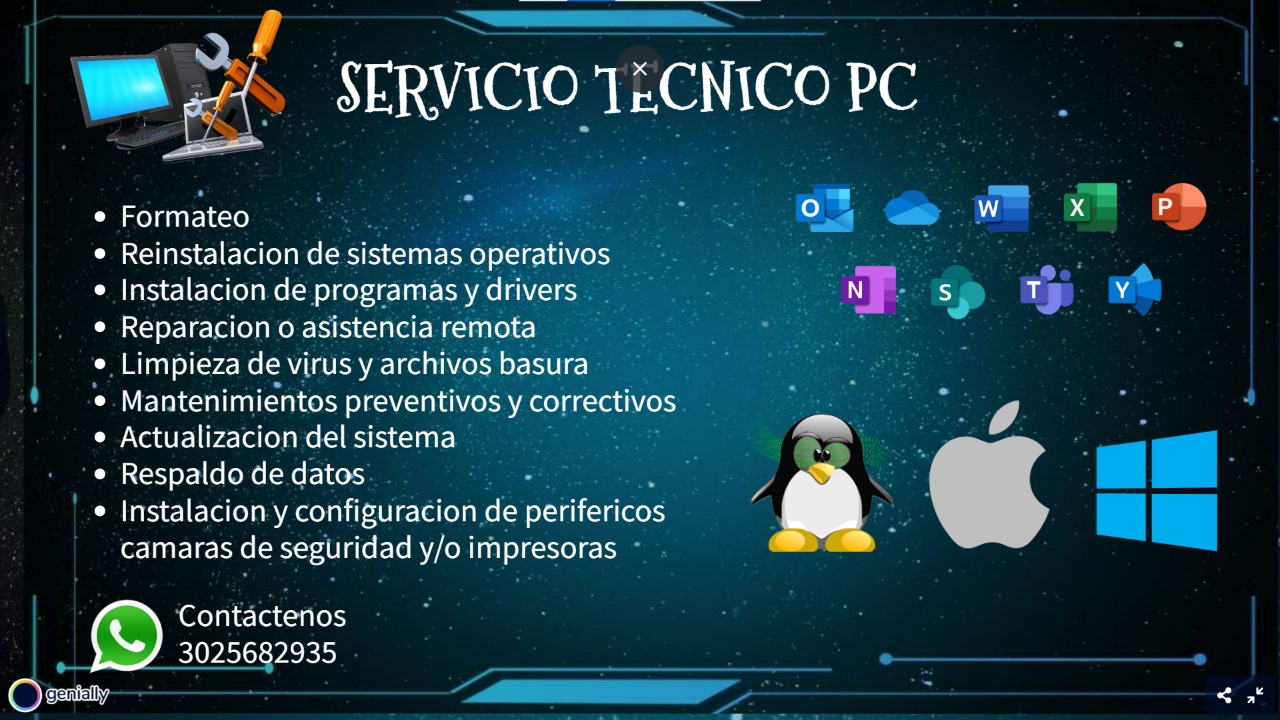 SERVICIO TECNICO PC
Formateo
Reinstalacion de sistemas operativos
Instalacion de programas y drivers
Reparacion o asistencia remota
Limpieza de virus y archivos basura
Mantenimientos preventivos y correctivos
Actualizacion del sistema
Respaldo de datos
Instalacion y configuracion de perifericos
camaras de seguridad y/o impresoras
O W X P
N S T Y
Contactenos
3025682935
genially